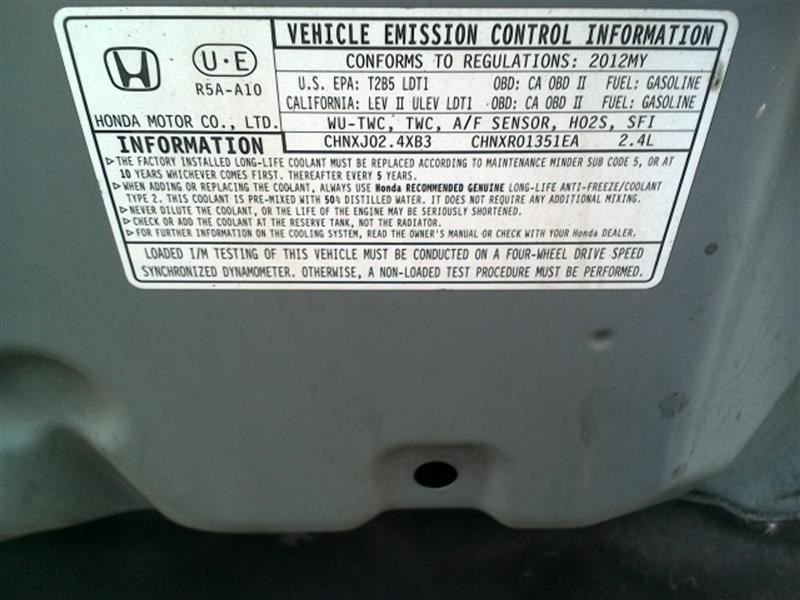 VEHICLE EMISSION CONTROL INFORMATION
U·E
CONFORMS TO REGULATIONS: 2012MY
R5A-A10
U.S. EPA: T2B5 LDT1 OBD: CA OBD II FUEL: GASOLINE
CALIFORNIA: LEV II ULEV LDT1 OBD: CA OBD II FUEL: GASOLINE
HONDA MOTOR CO., LTD.
WU-TWC, TWC, A/F SENSOR, HO2S, SFI
INFORMATION
CHNXJ02.4XB3 CHNXR01351EA 2.4L
▷THE FACTORY INSTALLED LONG-LIFE COOLANT MUST BE REPLACED ACCORDING TO MAINTENANCE MINDER SUB CODE 5, OR AT
10 YEARS WHICHEVER COMES FIRST. THEREAFTER EVERY 5 YEARS.
▷WHEN ADDING OR REPLACING THE COOLANT, ALWAYS USE Honda RECOMMENDED GENUINE LONG-LIFE ANTI-FREEZE/COOLANT
TYPE 2. THIS COOLANT IS PRE-MIXED WITH 50% DISTILLED WATER. IT DOES NOT REQUIRE ANY ADDITIONAL MIXING.
▷NEVER DILUTE THE COOLANT, OR THE LIFE OF THE ENGINE MAY BE SERIOUSLY SHORTENED.
▷CHECK OR ADD THE COOLANT AT THE RESERVE TANK, NOT THE RADIATOR.
▷FOR FURTHER INFORMATION ON THE COOLING SYSTEM, READ THE OWNER'S MANUAL OR CHECK WITH YOUR Honda DEALER.
LOADED I/M TESTING OF THIS VEHICLE MUST BE CONDUCTED ON A FOUR-WHEEL DRIVE SPEED
SYNCHRONIZED DYNAMOMETER. OTHERWISE, A NON-LOADED TEST PROCEDURE MUST BE PERFORMED.